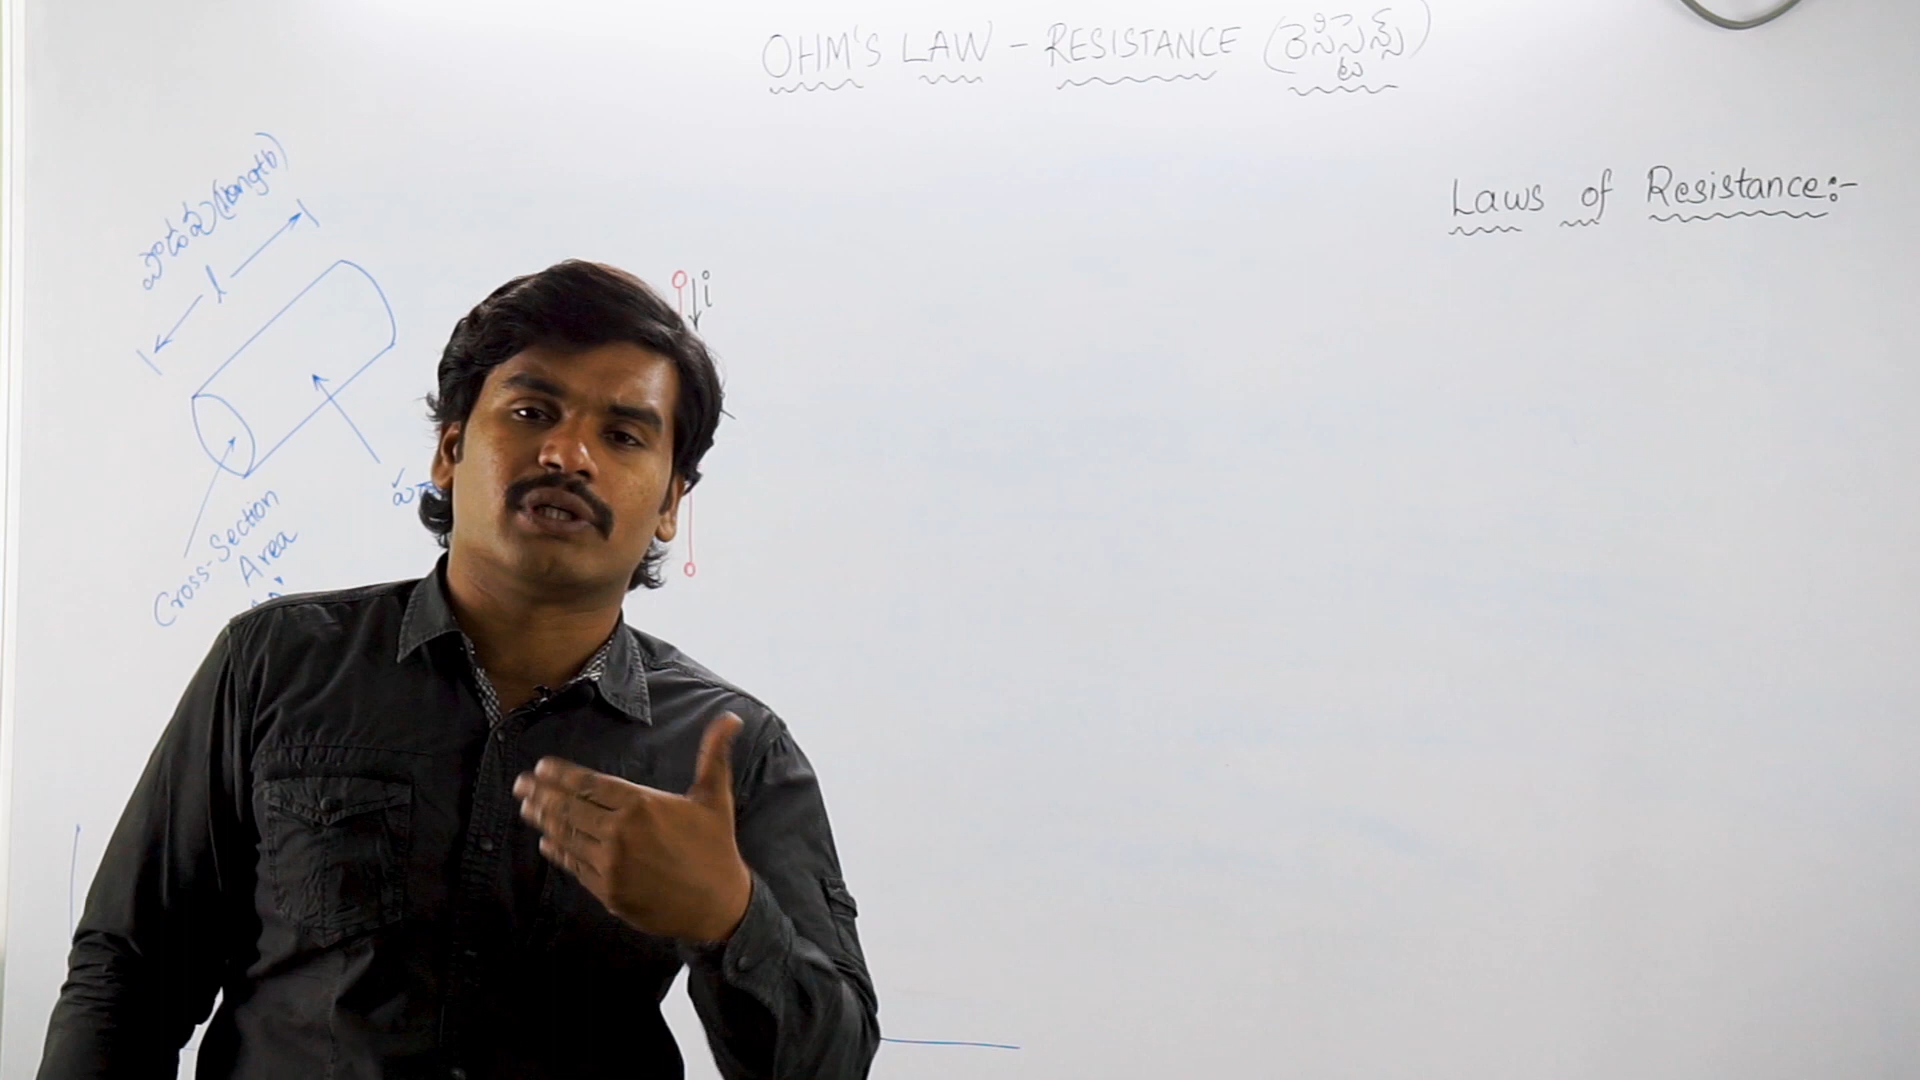 OHM'S LAW - RESISTANCE (రెసిస్టెన్స్)
Laws of Resistance:-
పొడువు (Length)
l
i
Cross-Section
Area